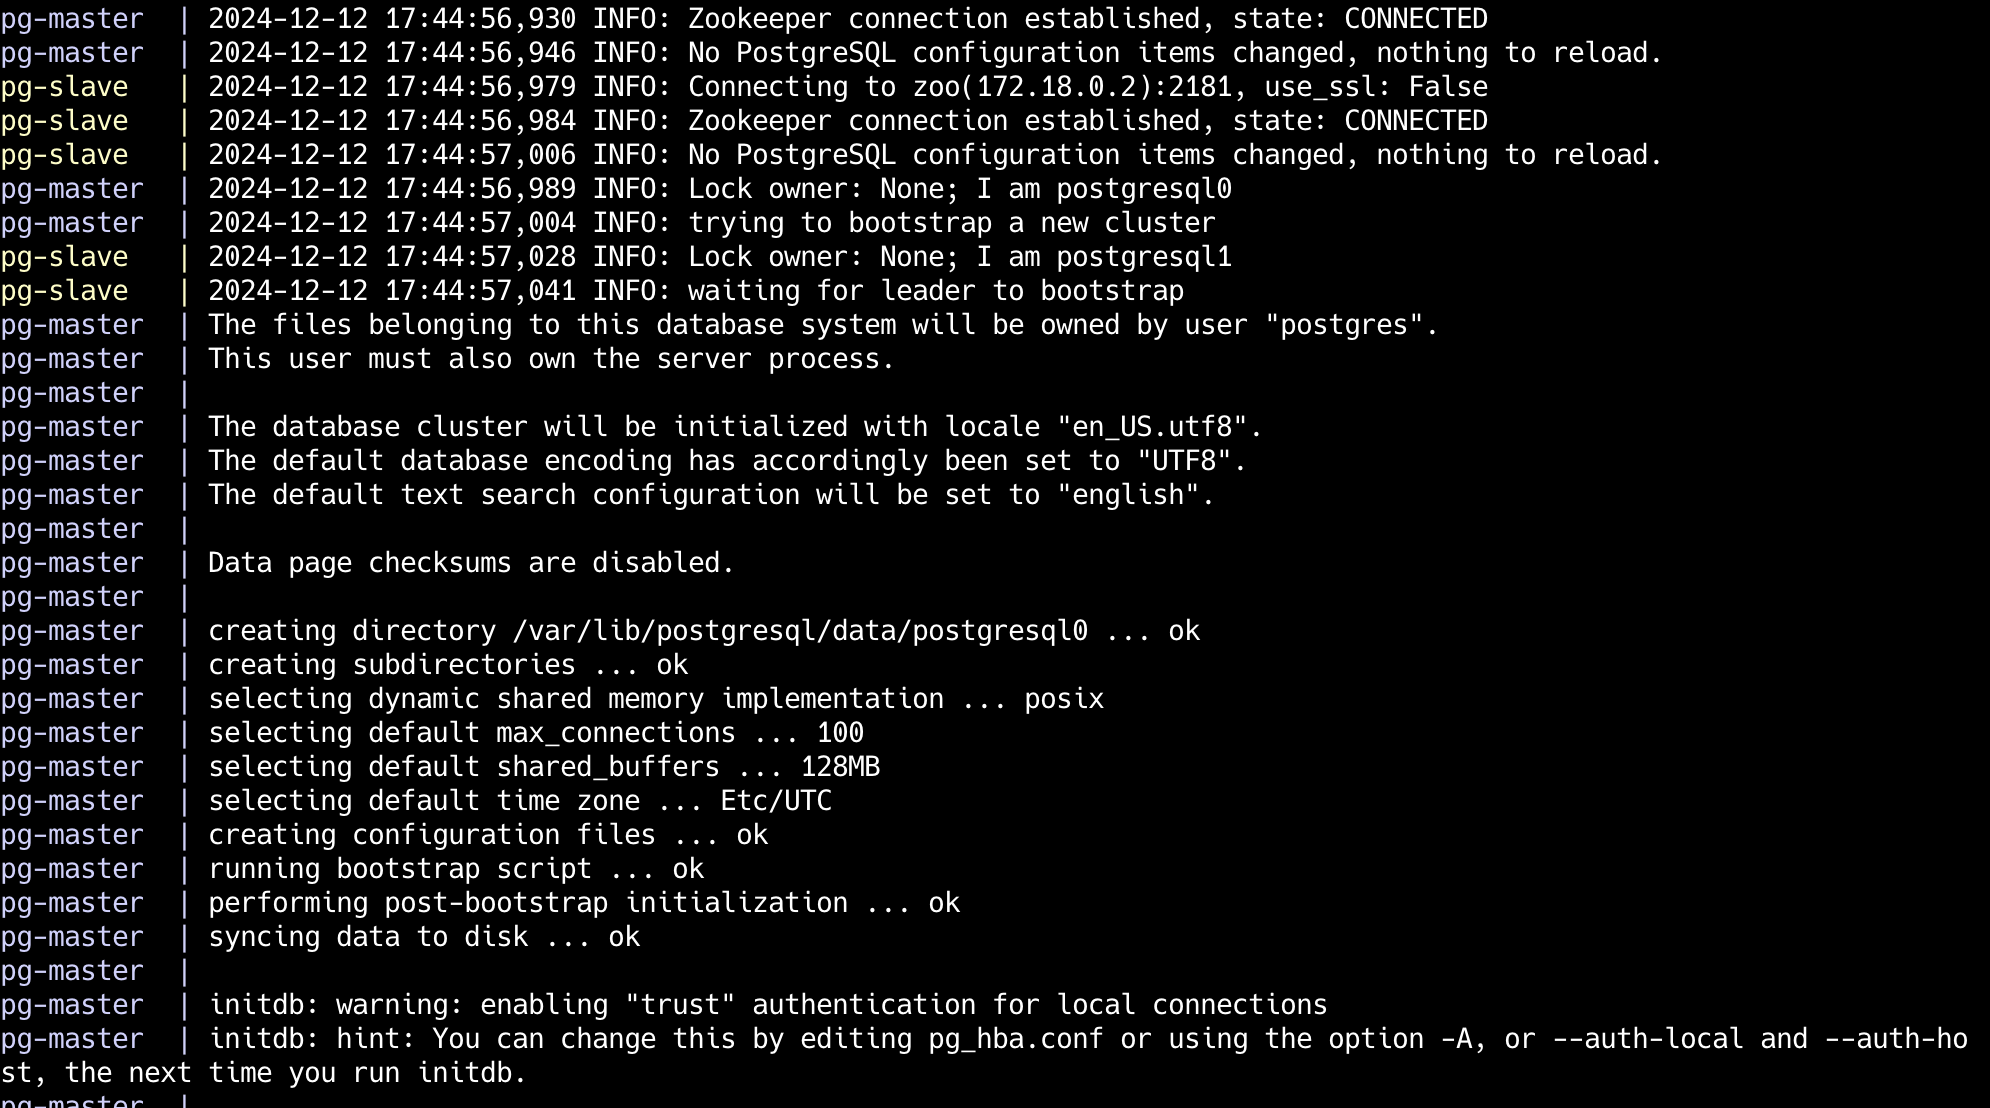 pg-master  | 2024-12-12 17:44:56,930 INFO: Zookeeper connection established, state: CONNECTED
pg-master  | 2024-12-12 17:44:56,946 INFO: No PostgreSQL configuration items changed, nothing to reload.
pg-slave   | 2024-12-12 17:44:56,979 INFO: Connecting to zoo(172.18.0.2):2181, use_ssl: False
pg-slave   | 2024-12-12 17:44:56,984 INFO: Zookeeper connection established, state: CONNECTED
pg-slave   | 2024-12-12 17:44:57,006 INFO: No PostgreSQL configuration items changed, nothing to reload.
pg-master  | 2024-12-12 17:44:56,989 INFO: Lock owner: None; I am postgresql0
pg-master  | 2024-12-12 17:44:57,004 INFO: trying to bootstrap a new cluster
pg-slave   | 2024-12-12 17:44:57,028 INFO: Lock owner: None; I am postgresql1
pg-slave   | 2024-12-12 17:44:57,041 INFO: waiting for leader to bootstrap
pg-master  | The files belonging to this database system will be owned by user "postgres".
pg-master  | This user must also own the server process.
pg-master  |
pg-master  | The database cluster will be initialized with locale "en_US.utf8".
pg-master  | The default database encoding has accordingly been set to "UTF8".
pg-master  | The default text search configuration will be set to "english".
pg-master  |
pg-master  | Data page checksums are disabled.
pg-master  |
pg-master  | creating directory /var/lib/postgresql/data/postgresql0 ... ok
pg-master  | creating subdirectories ... ok
pg-master  | selecting dynamic shared memory implementation ... posix
pg-master  | selecting default max_connections ... 100
pg-master  | selecting default shared_buffers ... 128MB
pg-master  | selecting default time zone ... Etc/UTC
pg-master  | creating configuration files ... ok
pg-master  | running bootstrap script ... ok
pg-master  | performing post-bootstrap initialization ... ok
pg-master  | syncing data to disk ... ok
pg-master  |
pg-master  | initdb: warning: enabling "trust" authentication for local connections
pg-master  | initdb: hint: You can change this by editing pg_hba.conf or using the option -A, or --auth-local and --auth-ho
st, the next time you run initdb.
pg-master  |